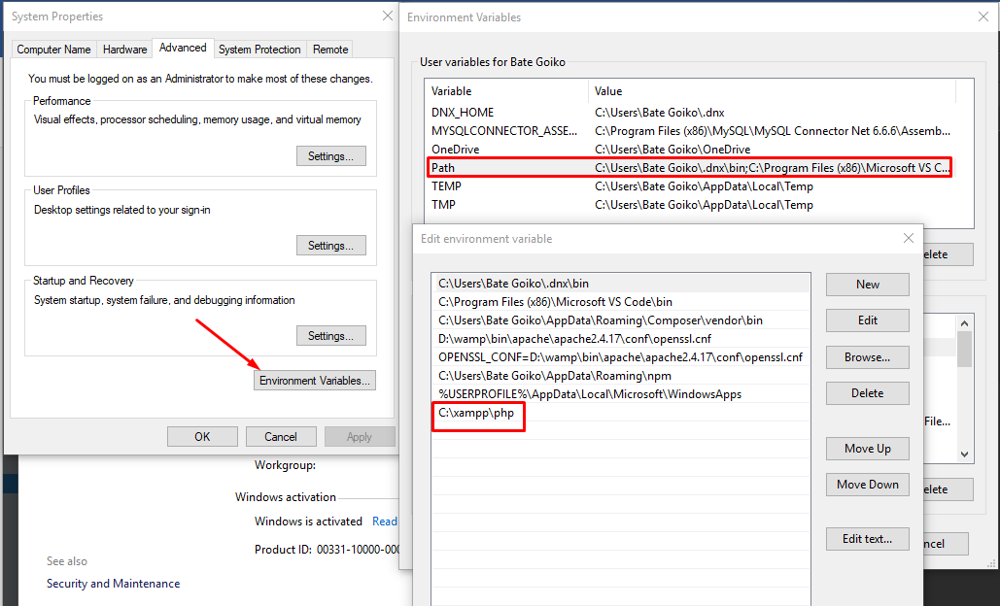 System Properties
Computer Name Hardware Advanced System Protection Remote
You must be logged on as an Administrator to make most of these changes.
Performance
Visual effects, processor scheduling, memory usage, and virtual memory
Settings...
User Profiles
Desktop settings related to your sign-in
Settings...
Startup and Recovery
System startup, system failure, and debugging information
Settings...
Environment Variables...
OK Cancel Apply
Workgroup:
Windows activation
Windows is activated Read
Product ID: 00331-10000-000
See also
Security and Maintenance
Environment Variables
User variables for Bate Goiko
Variable Value
DNX_HOME C:\Users\Bate Goiko\.dnx
MYSQLCONNECTOR_ASSE... C:\Program Files (x86)\MySQL\MySQL Connector Net 6.6.6\Assemb...
OneDrive C:\Users\Bate Goiko\OneDrive
Path C:\Users\Bate Goiko\.dnx\bin;C:\Program Files (x86)\Microsoft VS C...
TEMP C:\Users\Bate Goiko\AppData\Local\Temp
TMP C:\Users\Bate Goiko\AppData\Local\Temp
elete
File...
elete
ncel
Edit environment variable
C:\Users\Bate Goiko\.dnx\bin
C:\Program Files (x86)\Microsoft VS Code\bin
C:\Users\Bate Goiko\AppData\Roaming\Composer\vendor\bin
D:\wamp\bin\apache\apache2.4.17\conf\openssl.cnf
OPENSSL_CONF=D:\wamp\bin\apache\apache2.4.17\conf\openssl.cnf
C:\Users\Bate Goiko\AppData\Roaming\npm
%USERPROFILE%\AppData\Local\Microsoft\WindowsApps
C:\xampp\php
New
Edit
Browse...
Delete
Move Up
Move Down
Edit text...